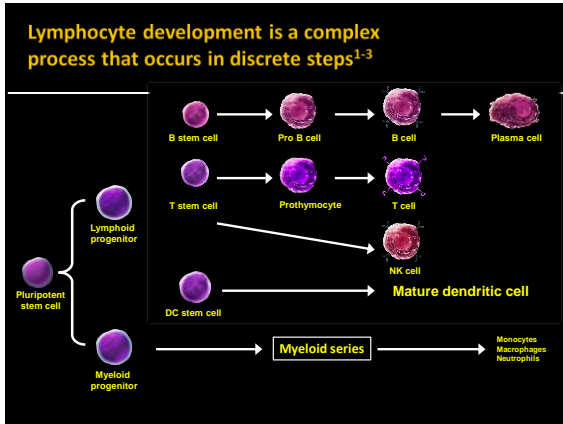 Lymphocyte development is a complex
process that occurs in discrete steps1-3
B stem cell
Pro B cell
B cell
Plasma cell
T stem cell
Prothymocyte
T cell
Lymphoid
progenitor
NK cell
Pluripotent
stem cell
DC stem cell
Mature dendritic cell
Myeloid
progenitor
Myeloid series
Monocytes
Macrophages
Neutrophils